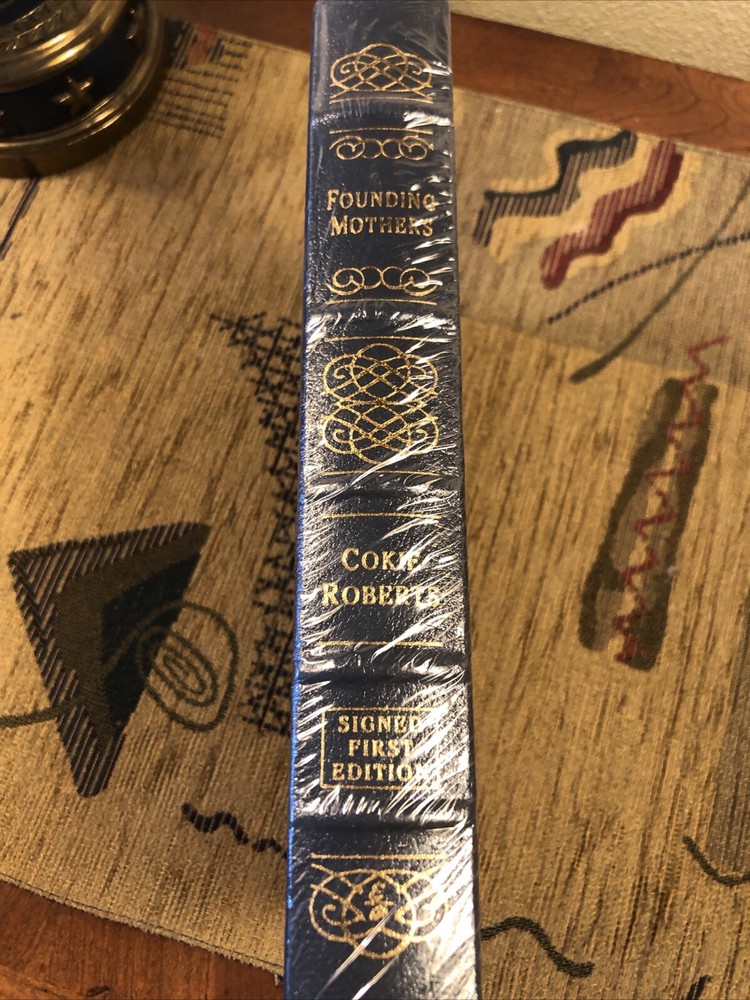 FOUNDING
MOTHERS
COKIE
ROBERTS
SIGNED
FIRST
EDITION